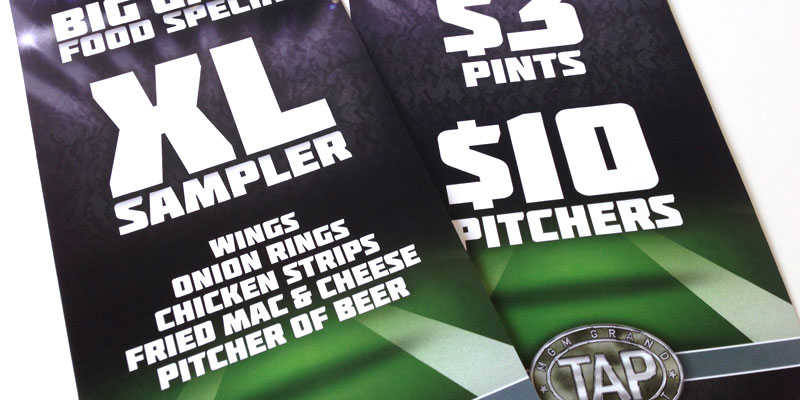 BIG
FOOD
XL
SAMPLER
WINGS
ONION RINGS
CHICKEN STRIPS
FRIED MAC & CHEESE
PITCHER OF BEER
$3
PINTS
$10
PITCHERS
MGM GRAND
TAP